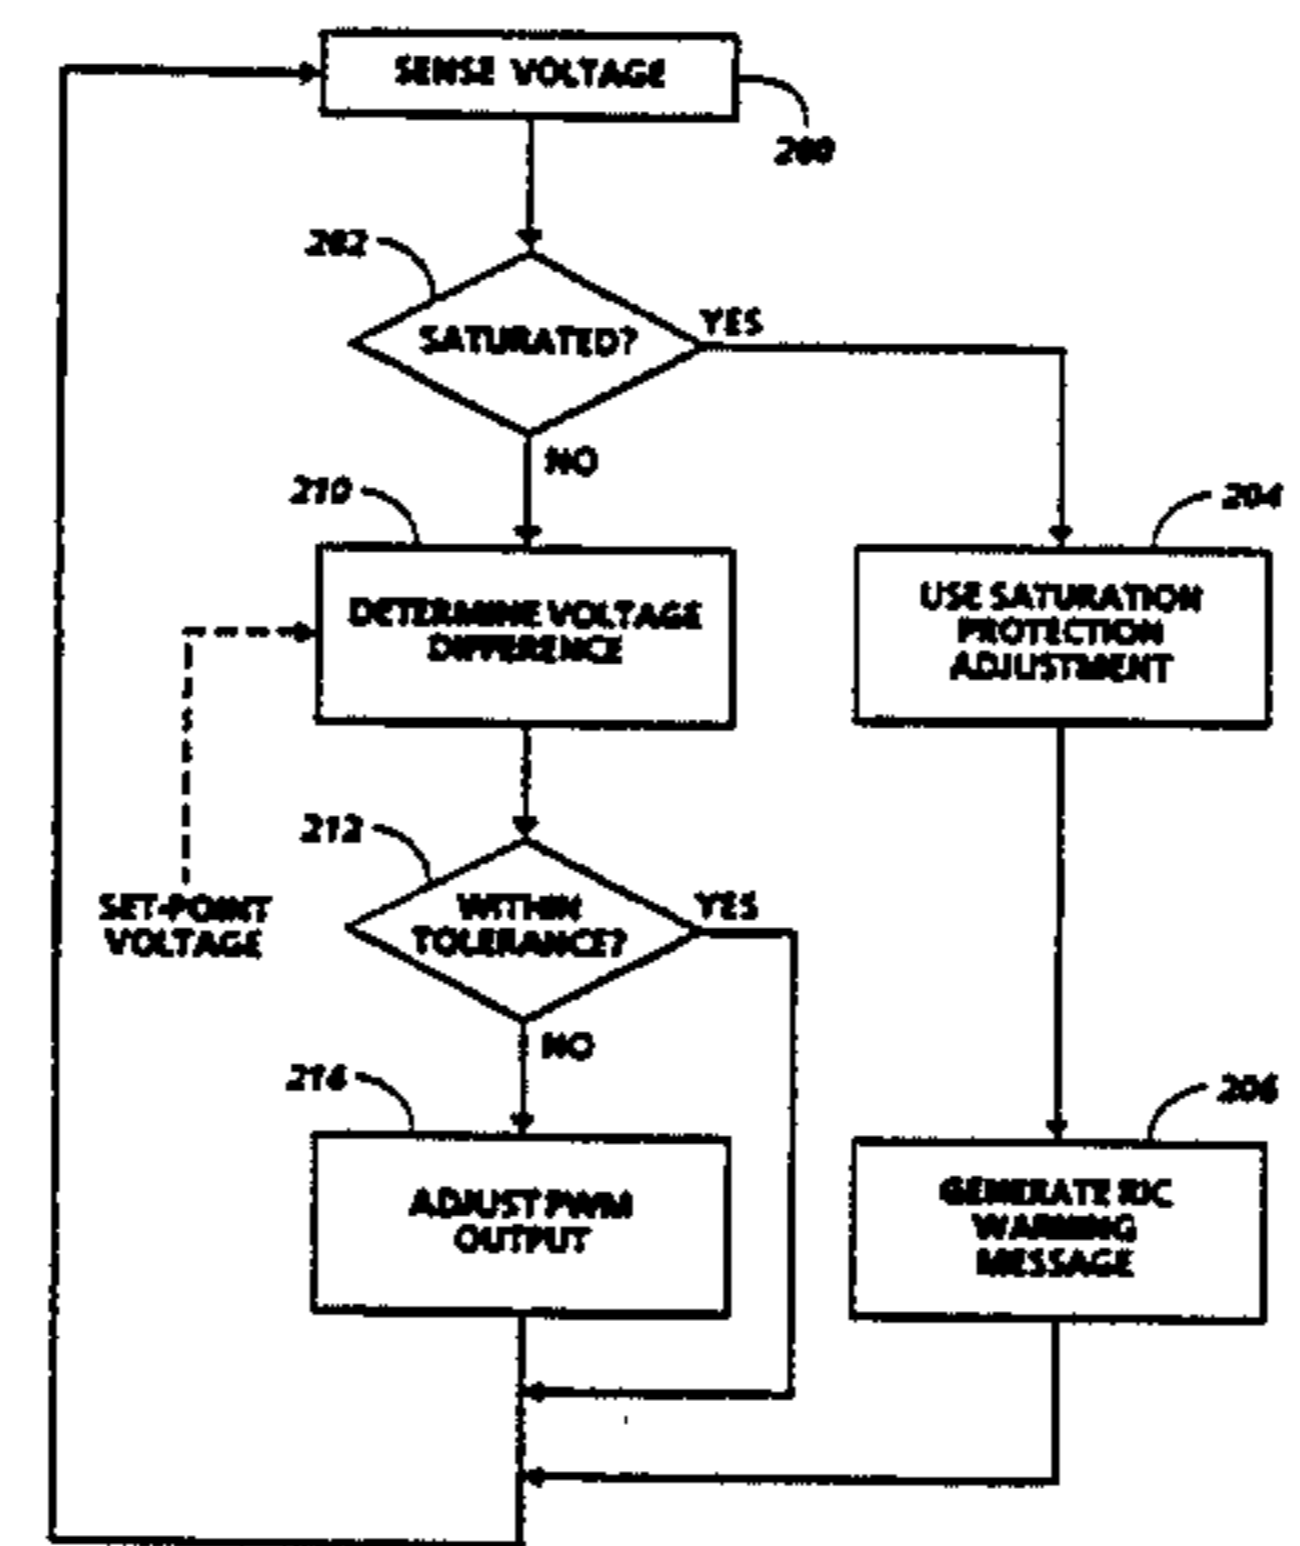 SENSE VOLTAGE
200
202
SATURATED?
YES
NO
210
204
DETERMINE VOLTAGE
DIFFERENCE
USE SATURATION
PROTECTION
ADJUSTMENT
212
SET-POINT
VOLTAGE
WITHIN
TOLERANCE?
YES
NO
206
ADJUST PWM
OUTPUT
GENERATE RIC
WARNING
MESSAGE